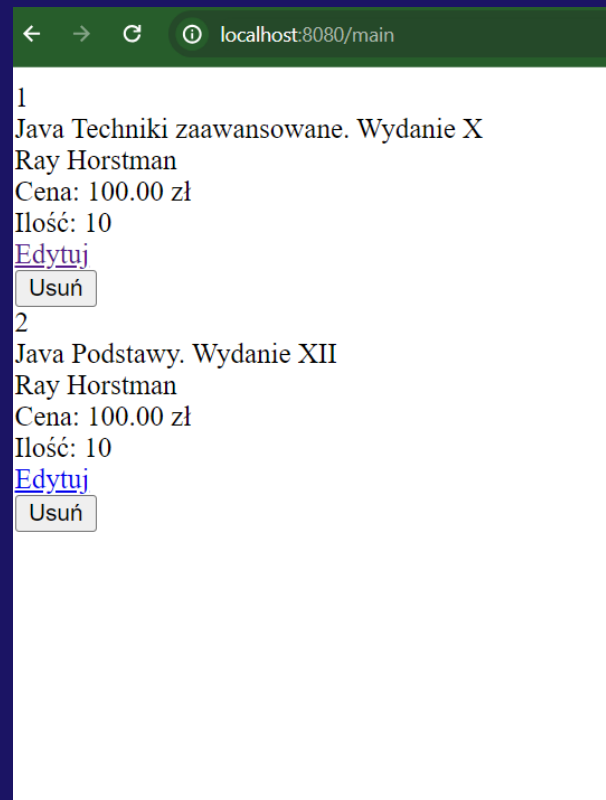 localhost:8080/main
1
Java Techniki zaawansowane. Wydanie X
Ray Horstman
Cena: 100.00 zł
Ilość: 10
Edytuj
Usuń
2
Java Podstawy. Wydanie XII
Ray Horstman
Cena: 100.00 zł
Ilość: 10
Edytuj
Usuń